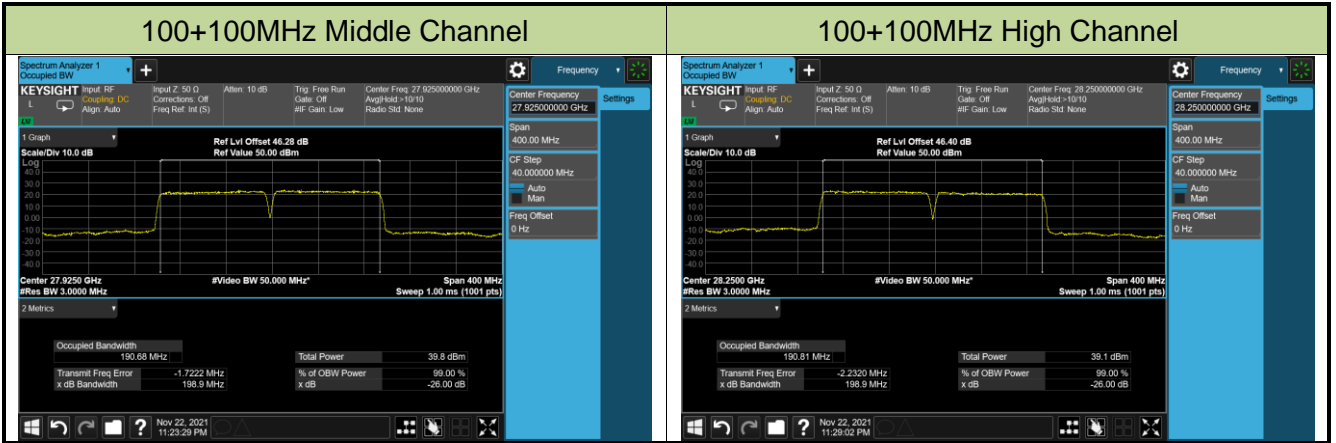 100+100MHz Middle Channel
Spectrum Analyzer 1
Occupied BW
Frequency
KEYSIGHT
L
Input: RF
Coupling: DC
Align: Auto
Input Z: 50 Ω
Corrections: Off
Freq Ref: Int (S)
Atten: 10 dB
Trig: Free Run
Gate: Off
#IF Gain: Low
Center Freq: 27.925000000 GHz
Avg|Hold:>10/10
Radio Std: None
Center Frequency
27.925000000 GHz
Settings
Span
400.00 MHz
CF Step
40.000000 MHz
Auto
Man
Freq Offset
0 Hz
1 Graph
Scale/Div 10.0 dB
Ref Lvl Offset 46.28 dB
Ref Value 50.00 dBm
Log
40.0
30.0
20.0
10.0
0.00
-10.0
-20.0
-30.0
-40.0
Center 27.9250 GHz
#Video BW 50.000 MHz*
Span 400 MHz
#Res BW 3.0000 MHz
Sweep 1.00 ms (1001 pts)
2 Metrics
Occupied Bandwidth
190.68 MHz
Total Power 39.8 dBm
Transmit Freq Error -1.7222 MHz
% of OBW Power 99.00 %
x dB Bandwidth 198.9 MHz
x dB -26.00 dB
?
Nov 22, 2021
11:23:29 PM
100+100MHz High Channel
Spectrum Analyzer 1
Occupied BW
Frequency
KEYSIGHT
L
Input: RF
Coupling: DC
Align: Auto
Input Z: 50 Ω
Corrections: Off
Freq Ref: Int (S)
Atten: 10 dB
Trig: Free Run
Gate: Off
#IF Gain: Low
Center Freq: 28.250000000 GHz
Avg|Hold:>10/10
Radio Std: None
Center Frequency
28.250000000 GHz
Settings
Span
400.00 MHz
CF Step
40.000000 MHz
Auto
Man
Freq Offset
0 Hz
1 Graph
Scale/Div 10.0 dB
Ref Lvl Offset 46.40 dB
Ref Value 50.00 dBm
Log
40.0
30.0
20.0
10.0
0.00
-10.0
-20.0
-30.0
-40.0
Center 28.2500 GHz
#Video BW 50.000 MHz*
Span 400 MHz
#Res BW 3.0000 MHz
Sweep 1.00 ms (1001 pts)
2 Metrics
Occupied Bandwidth
190.81 MHz
Total Power 39.1 dBm
Transmit Freq Error -2.2320 MHz
% of OBW Power 99.00 %
x dB Bandwidth 198.9 MHz
x dB -26.00 dB
?
Nov 22, 2021
11:29:02 PM